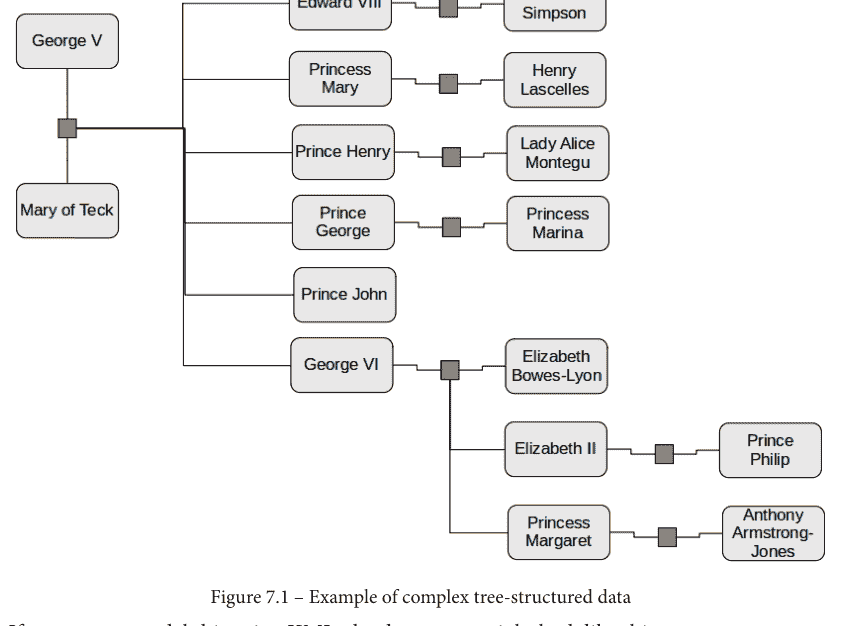 Edward VIII
Simpson
George V
Princess
Mary
Henry
Lascelles
Prince Henry
Lady Alice
Montegu
Mary of Teck
Prince
George
Princess
Marina
Prince John
George VI
Elizabeth
Bowes-Lyon
Elizabeth II
Prince
Philip
Princess
Margaret
Anthony
Armstrong-
Jones
Figure 7.1 – Example of complex tree-structured data